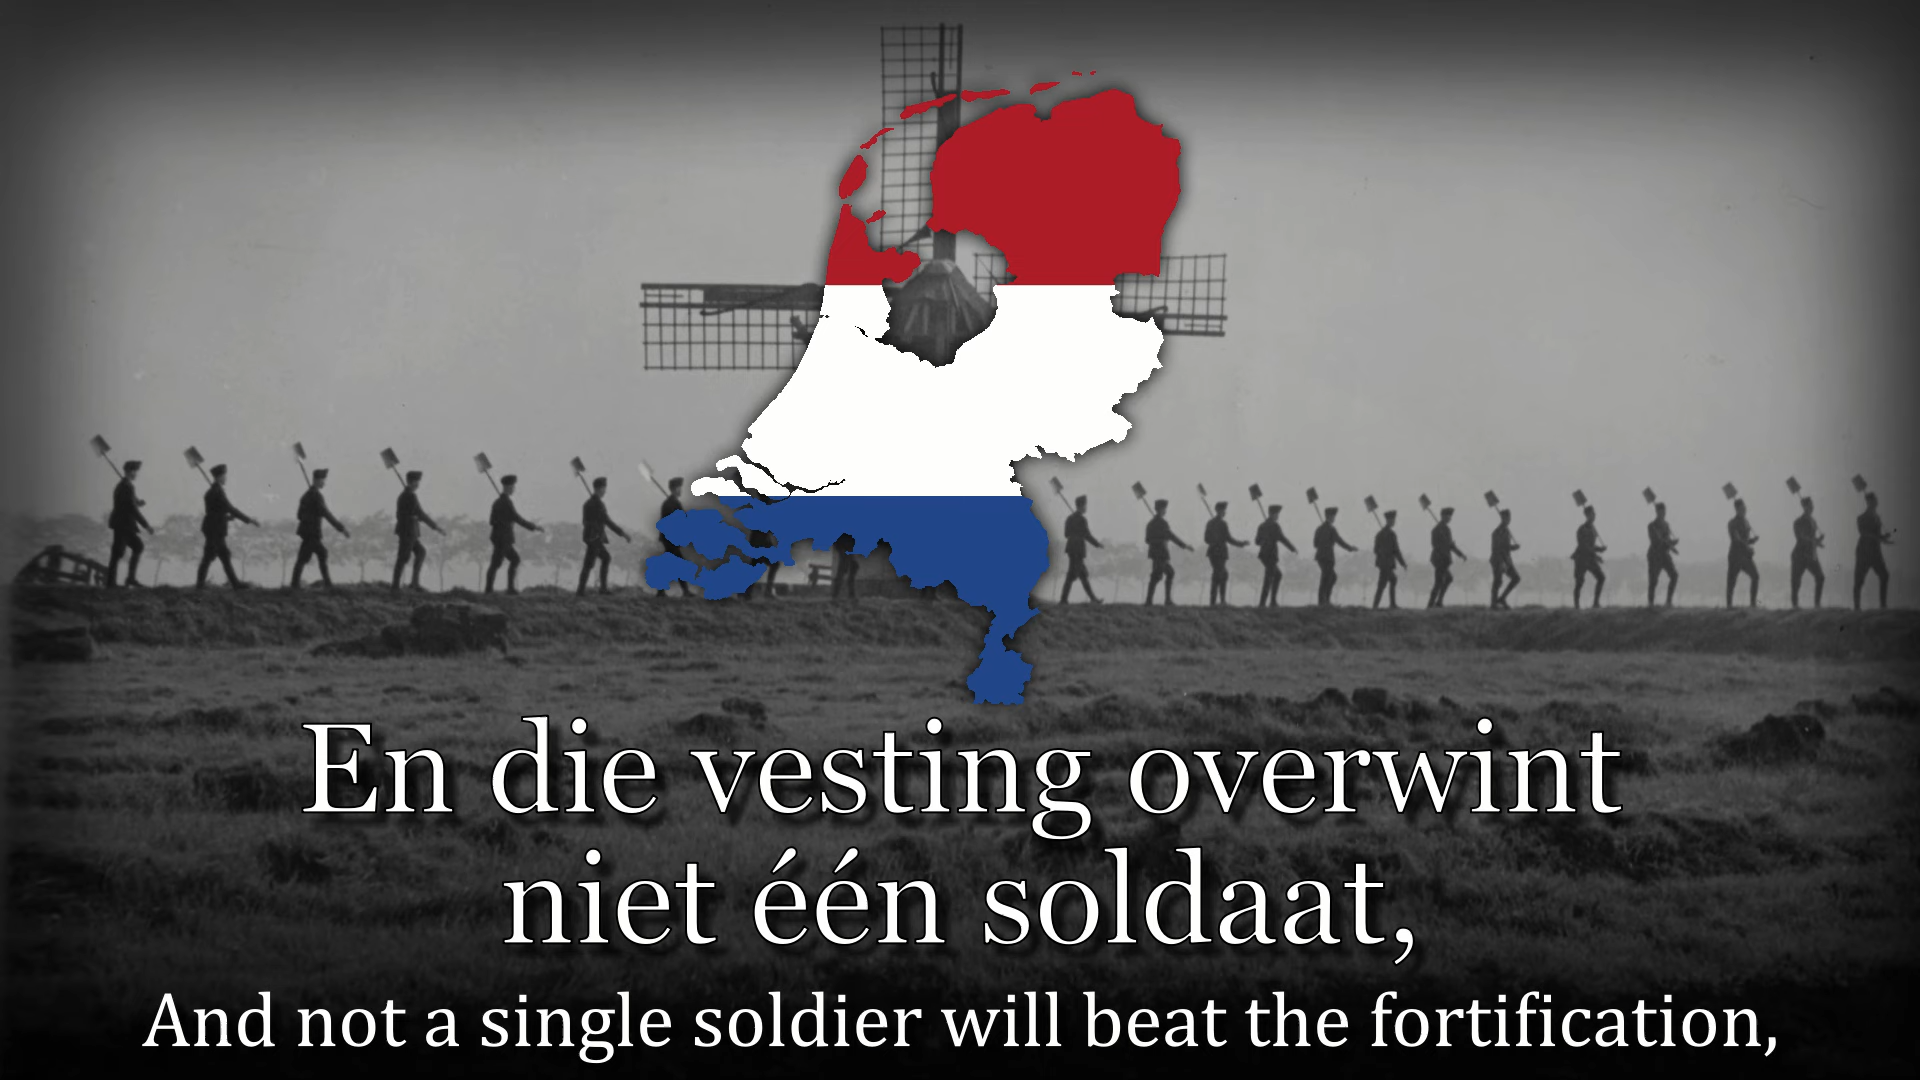 En die vesting overwint
niet één soldaat,
And not a single soldier will beat the fortification,